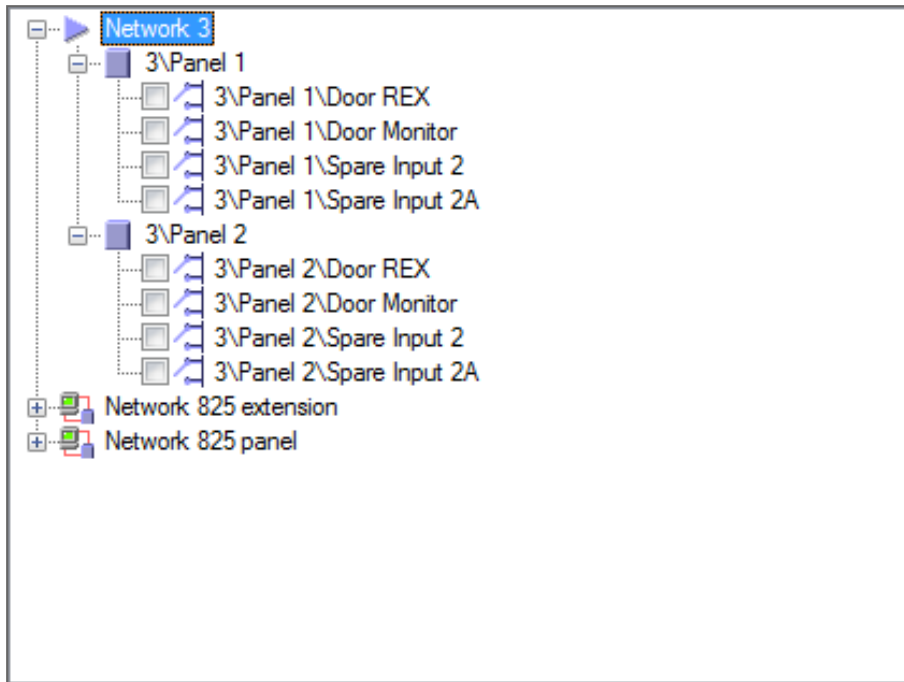 Network 3
3\Panel 1
3\Panel 1\Door REX
3\Panel 1\Door Monitor
3\Panel 1\Spare Input 2
3\Panel 1\Spare Input 2A
3\Panel 2
3\Panel 2\Door REX
3\Panel 2\Door Monitor
3\Panel 2\Spare Input 2
3\Panel 2\Spare Input 2A
Network 825 extension
Network 825 panel